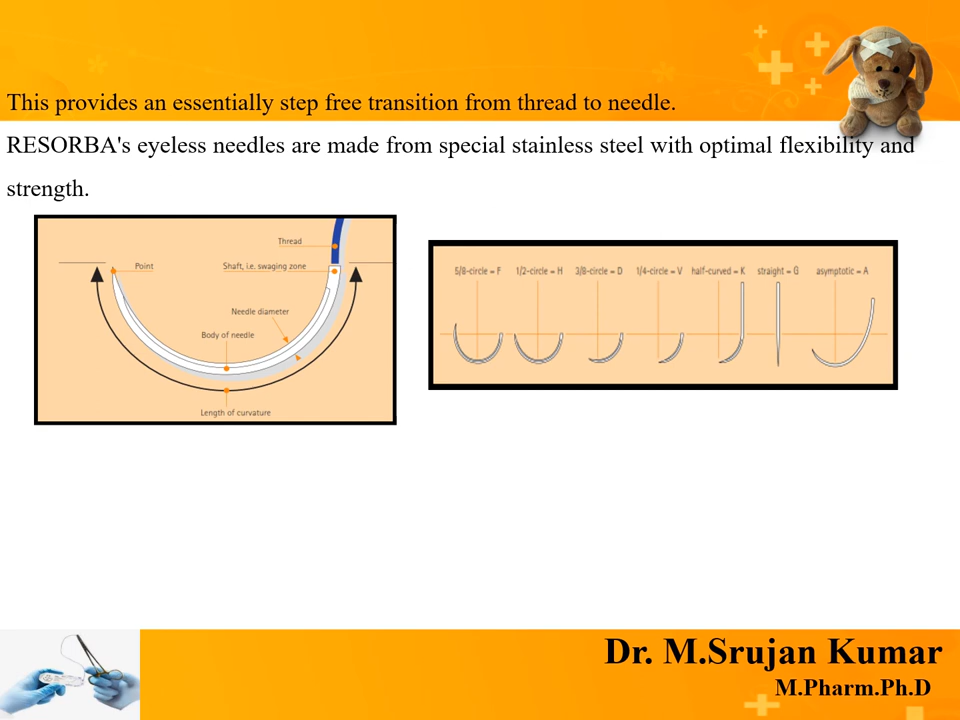 This provides an essentially step free transition from thread to needle.
RESORBA's eyeless needles are made from special stainless steel with optimal flexibility and
strength.
Thread
Point
Shaft, i.e. swaging zone
Needle diameter
Body of needle
Length of curvature
5/8-circle = F
1/2-circle = H
3/8-circle = D
1/4-circle = V
half-curved = K
straight = G
asymptotic = A
Dr. M.Srujan Kumar
M.Pharm.Ph.D